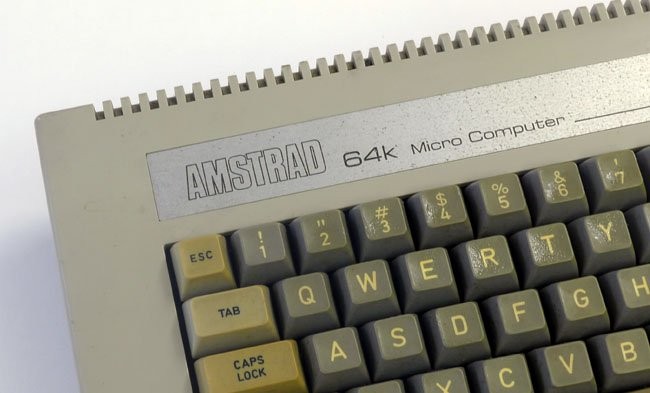 AMSTRAD 64K Micro Computer
ESC ! 1 " 2 # 3 $ 4 % 5 & 6 ' 7
TAB Q W E R T Y
CAPS LOCK A S D F G H
X C V B